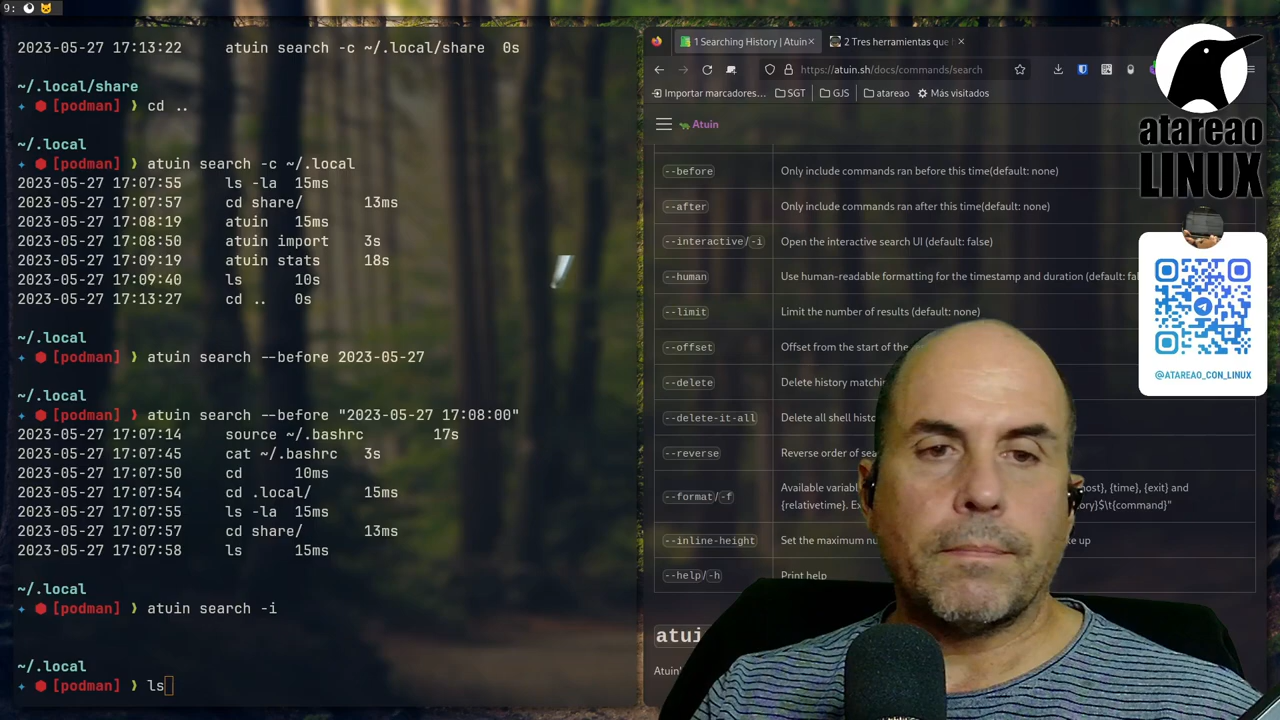 9:
2023-05-27 17:13:22 atuin search -c ~/.local/share 0s
~/.local/share
[podman] ❯ cd ..
~/.local
[podman] ❯ atuin search -c ~/.local
2023-05-27 17:07:55 ls -la 15ms
2023-05-27 17:07:57 cd share/ 13ms
2023-05-27 17:08:19 atuin 15ms
2023-05-27 17:08:50 atuin import 3s
2023-05-27 17:09:19 atuin stats 18s
2023-05-27 17:09:40 ls 10s
2023-05-27 17:13:27 cd .. 0s
~/.local
[podman] ❯ atuin search --before 2023-05-27
~/.local
[podman] ❯ atuin search --before "2023-05-27 17:08:00"
2023-05-27 17:07:14 source ~/.bashrc 17s
2023-05-27 17:07:45 cat ~/.bashrc 3s
2023-05-27 17:07:50 cd 10ms
2023-05-27 17:07:54 cd .local/ 15ms
2023-05-27 17:07:55 ls -la 15ms
2023-05-27 17:07:57 cd share/ 13ms
2023-05-27 17:07:58 ls 15ms
~/.local
[podman] ❯ atuin search -i
~/.local
[podman] ❯ ls
1 Searching History | Atuin
2 Tres herramientas que
https://atuin.sh/docs/commands/search
Importar marcadores… SGT GJS atareao Más visitados
Atuin
--before Only include commands ran before this time(default: none)
--after Only include commands ran after this time(default: none)
--interactive/-i Open the interactive search UI (default: false)
--human Use human-readable formatting for the timestamp and duration (default:
--limit Limit the number of results (default: none)
--offset Offset from the start of the
--delete Delete history
--delete-it-all Delete all shell
--reverse Reverse order of
--format/-f Available {time}, {exit} and
{relativetime}. \t{command}"
--inline-height Set the maximum up
--help/-h Print help
atareao
LINUX
@ATAREAO_CON_LINUX